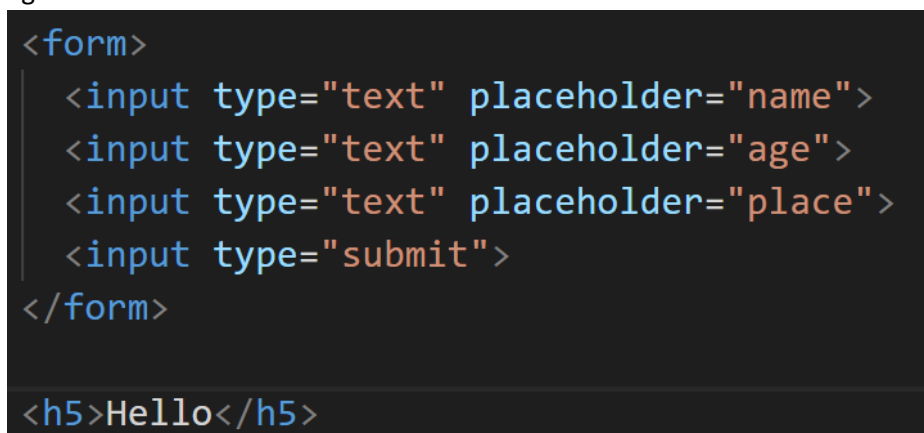 <form>
<input type="text" placeholder="name">
<input type="text" placeholder="age">
<input type="text" placeholder="place">
<input type="submit">
</form>
<h5>Hello</h5>